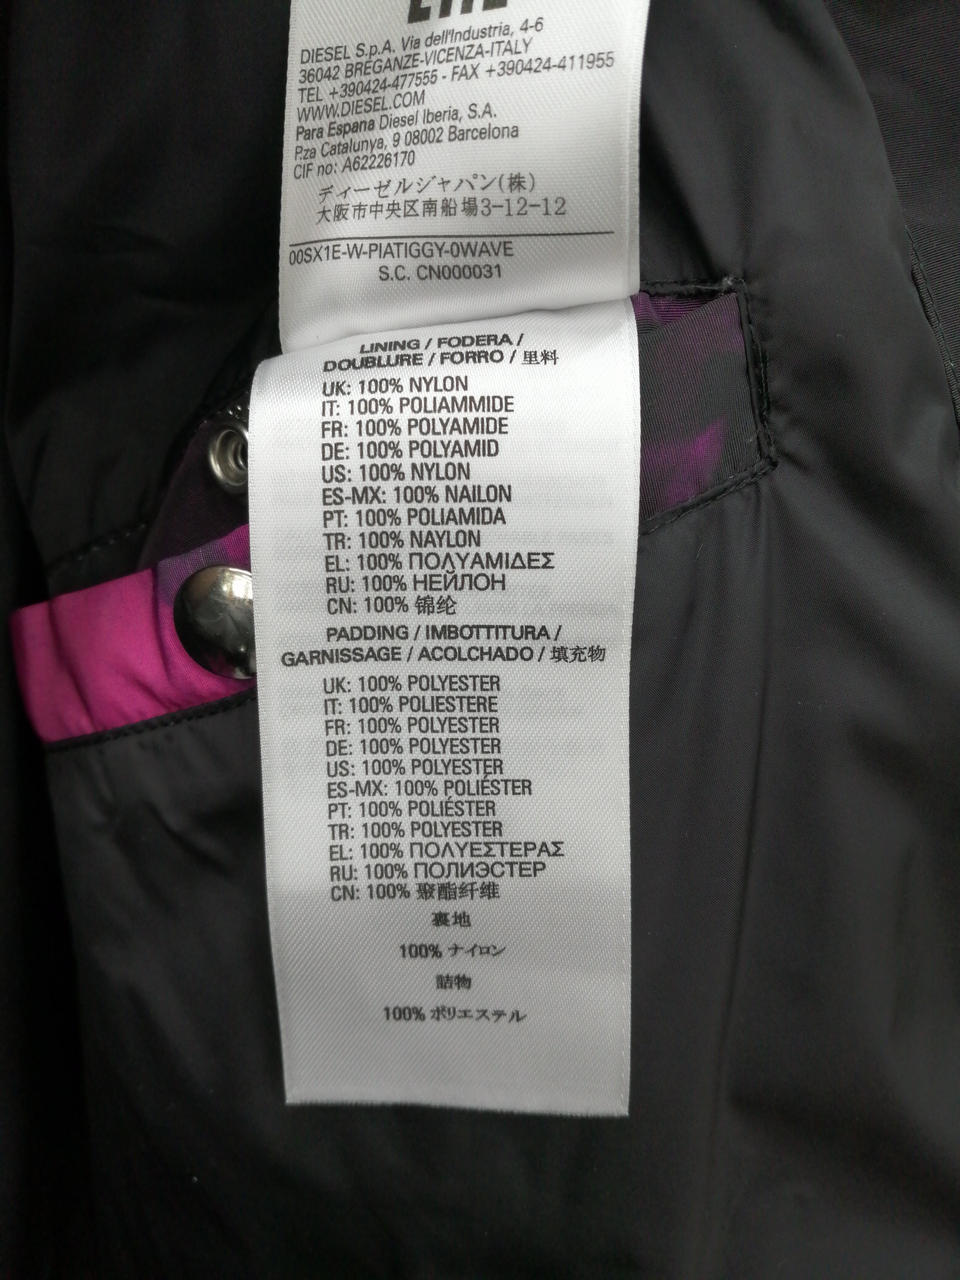 DIESEL S.p.A. Via dell'Industria, 4-6
36042 BREGANZE-VICENZA-ITALY
TEL +390424-477555 - FAX +390424-411955
WWW.DIESEL.COM
Para Espana Diesel Iberia, S.A.
P.za Catalunya, 9 08002 Barcelona
CIF no: A62226170
ディーゼルジャパン(株)
大阪市中央区南船場3-12-12
00SX1E-W-PIATIGGY-0WAVE
S.C. CN000031
LINING / FODERA /
DOUBLURE / FORRO / 里料
UK: 100% NYLON
IT: 100% POLIAMMIDE
FR: 100% POLYAMIDE
DE: 100% POLYAMID
US: 100% NYLON
ES-MX: 100% NAILON
PT: 100% POLIAMIDA
TR: 100% NAYLON
EL: 100% ΠΟΛΥΑΜΙΔΕΣ
RU: 100% НЕЙЛОН
CN: 100% 锦纶
PADDING / IMBOTTITURA /
GARNISSAGE / ACOLCHADO / 填充物
UK: 100% POLYESTER
IT: 100% POLIESTERE
FR: 100% POLYESTER
DE: 100% POLYESTER
US: 100% POLYESTER
ES-MX: 100% POLIÉSTER
PT: 100% POLIÉSTER
TR: 100% POLYESTER
EL: 100% ΠΟΛΥΕΣΤΕΡΑΣ
RU: 100% ПОЛИЭСТЕР
CN: 100% 聚酯纤维
裏地
100% ナイロン
詰物
100% ポリエステル